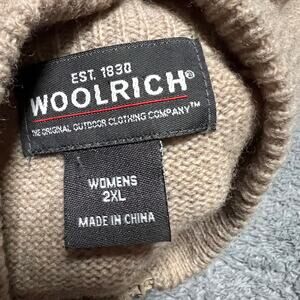 EST. 1830
WOOLRICH®
THE ORIGINAL OUTDOOR CLOTHING COMPANY™
WOMENS
2XL
MADE IN CHINA